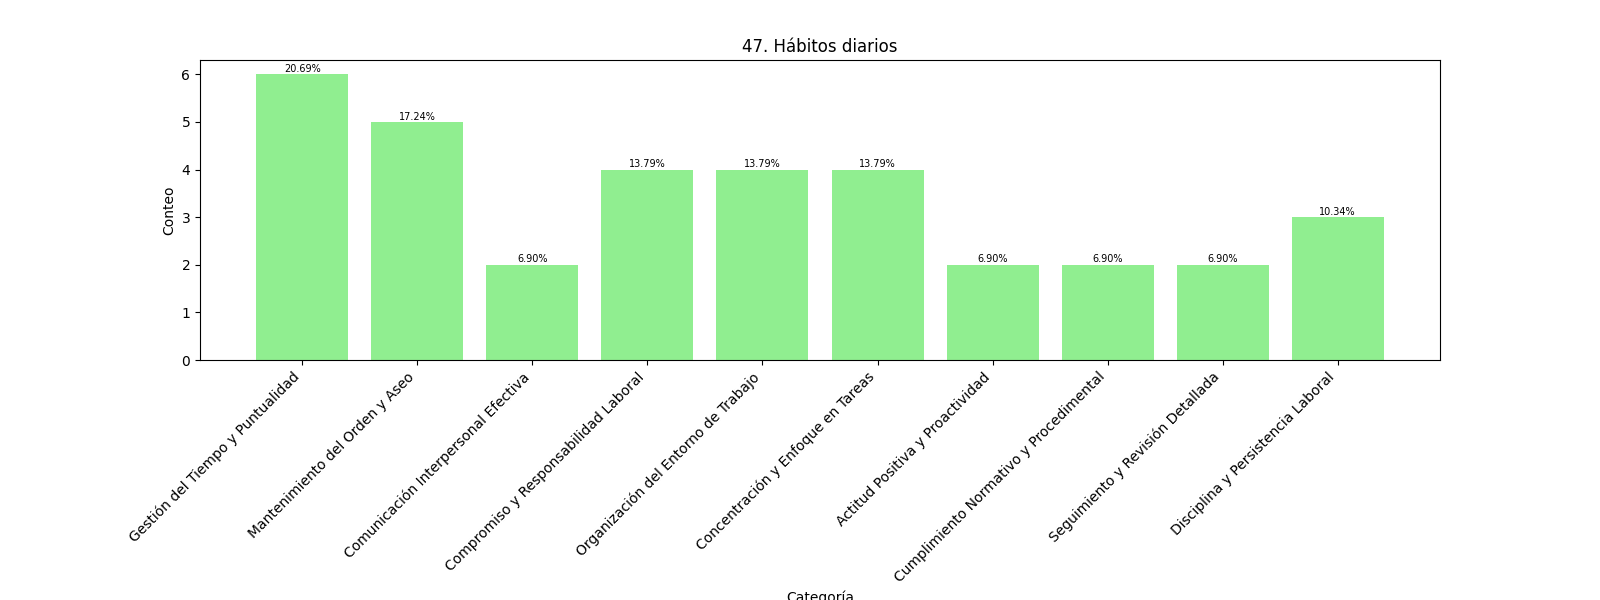 47. Hábitos diarios
Conteo
6
5
4
3
2
1
0
20.69%
17.24%
6.90%
13.79%
13.79%
13.79%
6.90%
6.90%
6.90%
10.34%
Gestión del Tiempo y Puntualidad
Mantenimiento del Orden y Aseo
Comunicación Interpersonal Efectiva
Compromiso y Responsabilidad Laboral
Organización del Entorno de Trabajo
Concentración y Enfoque en Tareas
Actitud Positiva y Proactividad
Cumplimiento Normativo y Procedimental
Seguimiento y Revisión Detallada
Disciplina y Persistencia Laboral
Categoría